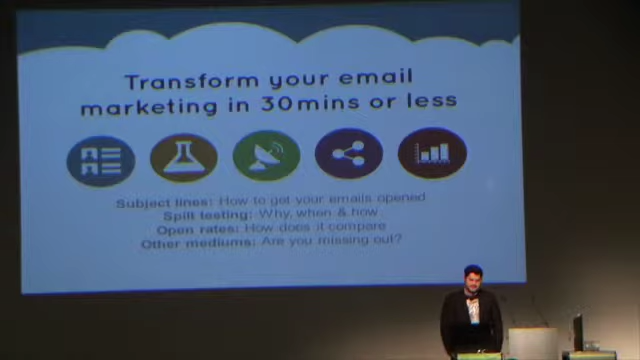 Transform your email
marketing in 30mins or less
Subject lines: How to get your emails opened
Split testing: Why, when & how
Open rates: How does it compare
Other mediums: Are you missing out?